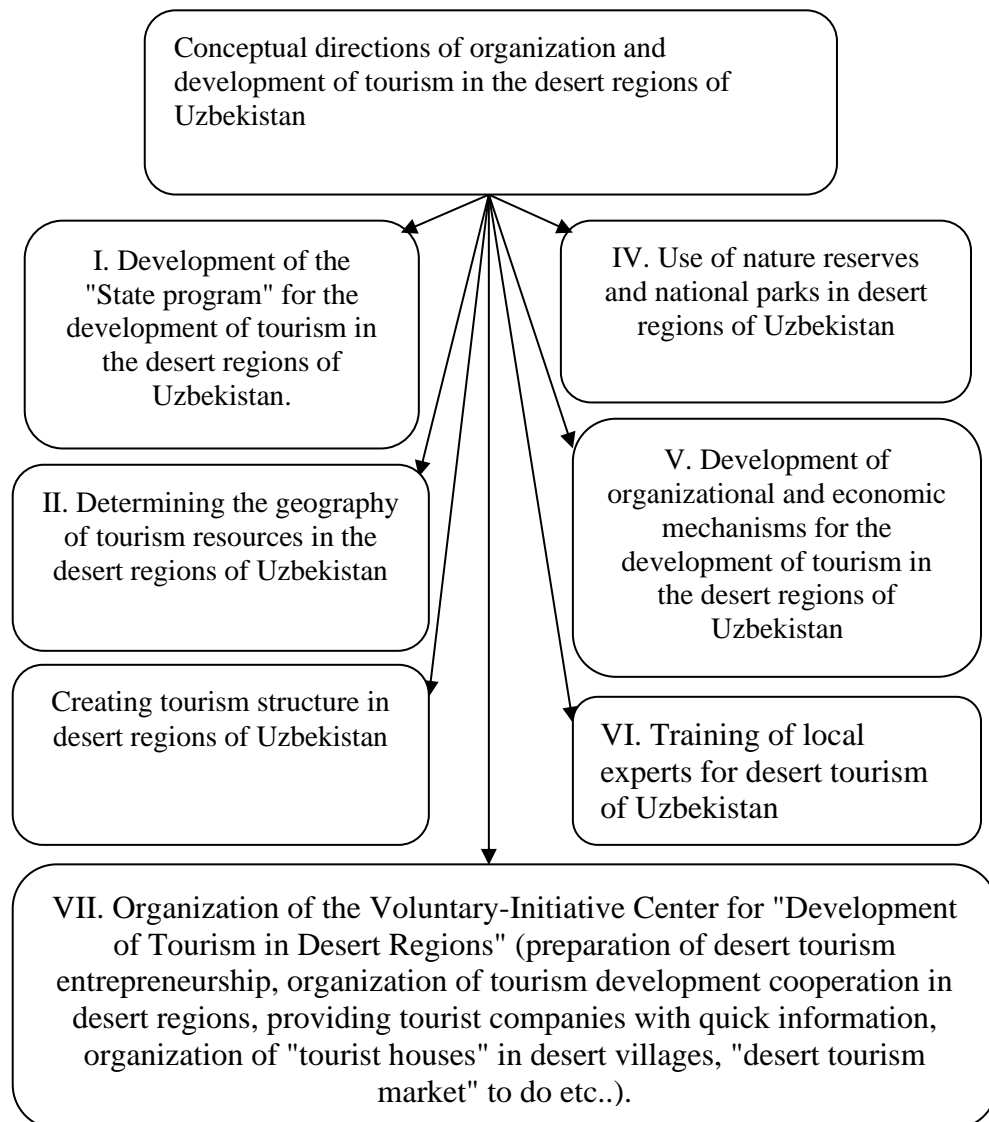 Conceptual directions of organization and
development of tourism in the desert regions of
Uzbekistan
I. Development of the
"State program" for the
development of tourism in
the desert regions of
Uzbekistan.
II. Determining the geography
of tourism resources in the
desert regions of Uzbekistan
Creating tourism structure in
desert regions of Uzbekistan
IV. Use of nature reserves
and national parks in desert
regions of Uzbekistan
V. Development of
organizational and economic
mechanisms for the
development of tourism in
the desert regions of
Uzbekistan
VI. Training of local
experts for desert tourism
of Uzbekistan
VII. Organization of the Voluntary-Initiative Center for "Development
of Tourism in Desert Regions" (preparation of desert tourism
entrepreneurship, organization of tourism development cooperation in
desert regions, providing tourist companies with quick information,
organization of "tourist houses" in desert villages, "desert tourism
market" to do etc..).